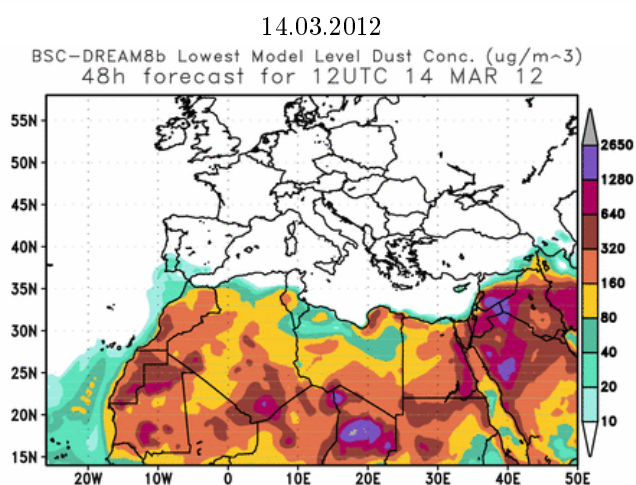 14.03.2012
BSC-DREAM8b Lowest Model Level Dust Conc. (ug/m^3)
48h forecast for 12UTC 14 MAR 12
55N
50N
45N
40N
35N
30N
25N
20N
15N
20W
10W
0
10E
20E
30E
40E
50E
2650
1280
640
320
160
80
40
20
10